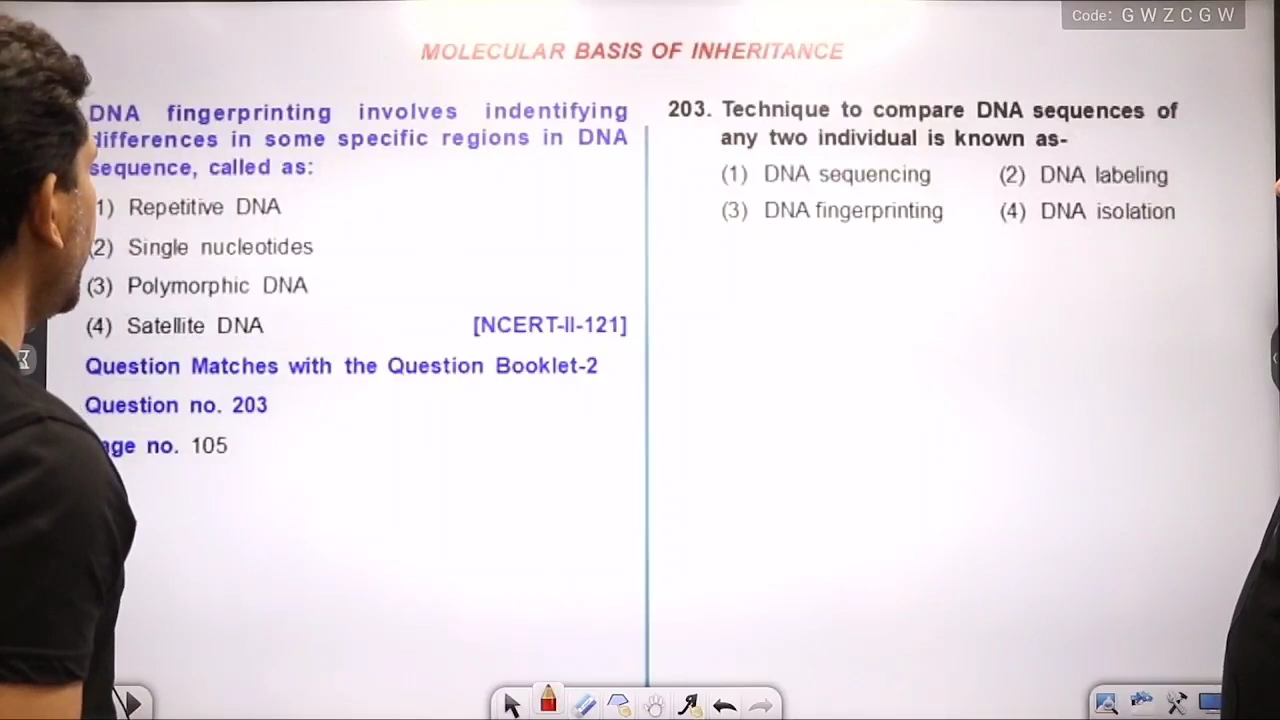 Code: G W Z C G W
MOLECULAR BASIS OF INHERITANCE
DNA fingerprinting involves indentifying
differences in some specific regions in DNA
sequence, called as:
1) Repetitive DNA
(2) Single nucleotides
(3) Polymorphic DNA
(4) Satellite DNA [NCERT-II-121]
Question Matches with the Question Booklet-2
Question no. 203
age no. 105
203. Technique to compare DNA sequences of
any two individual is known as-
(1) DNA sequencing (2) DNA labeling
(3) DNA fingerprinting (4) DNA isolation